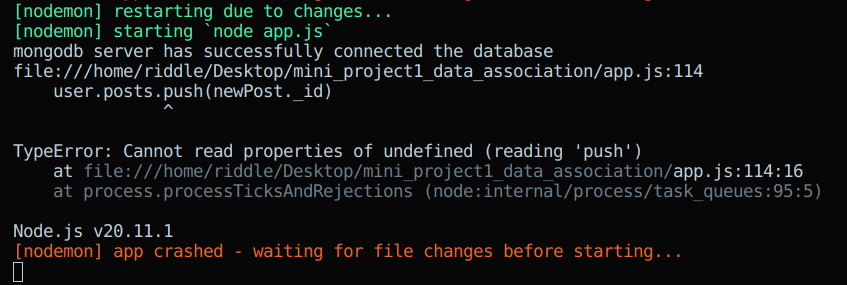 [nodemon] restarting due to changes...
[nodemon] starting `node app.js`
mongodb server has successfully connected the database
file:///home/riddle/Desktop/mini_project1_data_association/app.js:114
    user.posts.push(newPost._id)
               ^
TypeError: Cannot read properties of undefined (reading 'push')
    at file:///home/riddle/Desktop/mini_project1_data_association/app.js:114:16
    at process.processTicksAndRejections (node:internal/process/task_queues:95:5)
Node.js v20.11.1
[nodemon] app crashed - waiting for file changes before starting...